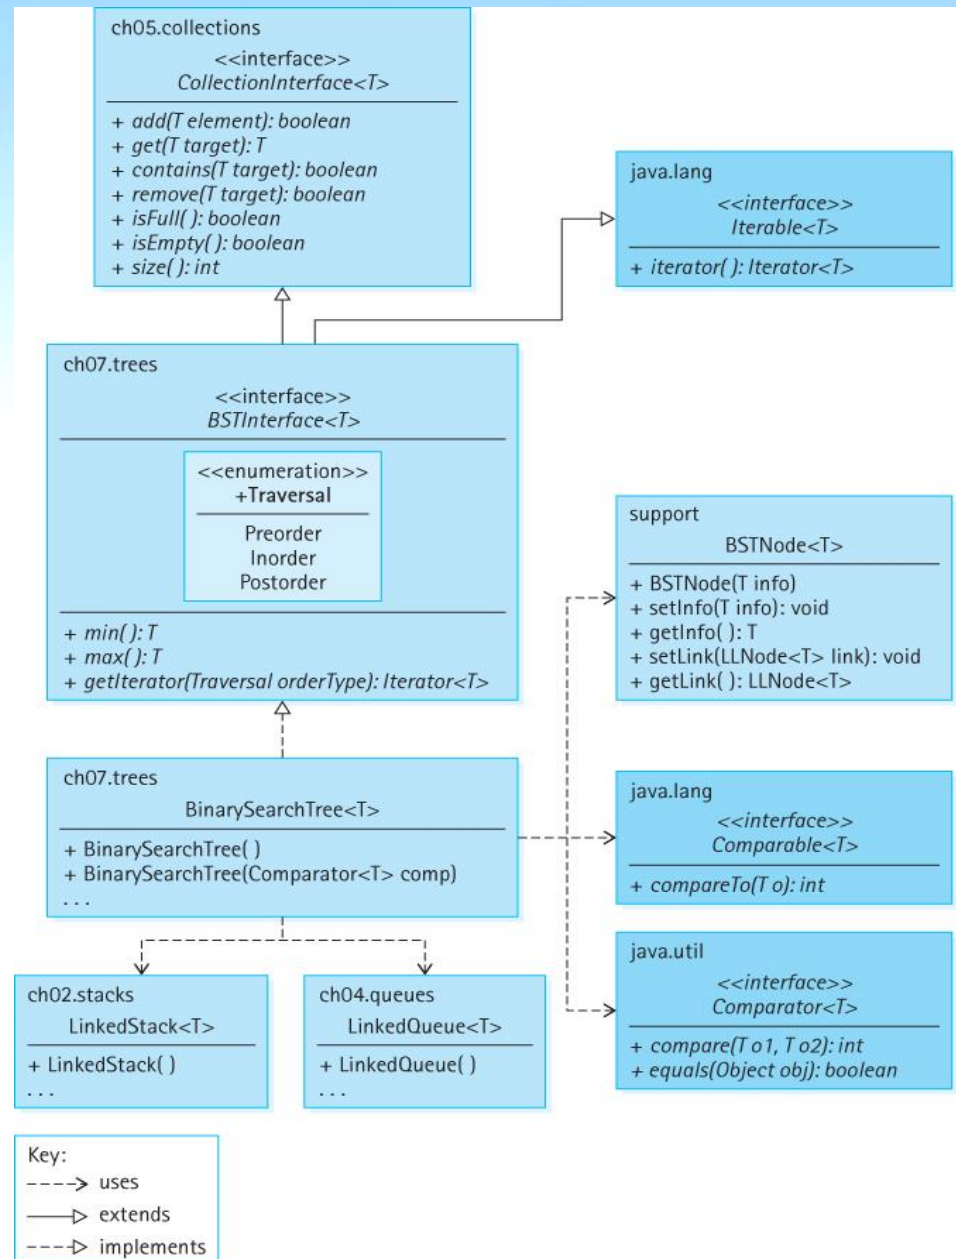 ch05.collections
<<interface>>
CollectionInterface<T>
+ add(T element): boolean
+ get(T target): T
+ contains(T target): boolean
+ remove(T target): boolean
+ isFull( ): boolean
+ isEmpty( ): boolean
+ size( ): int
java.lang
<<interface>>
Iterable<T>
+ iterator( ): Iterator<T>
ch07.trees
<<interface>>
BSTInterface<T>
<<enumeration>>
+Traversal
Preorder
Inorder
Postorder
+ min( ): T
+ max( ): T
+ getIterator(Traversal orderType): Iterator<T>
support
BSTNode<T>
+ BSTNode(T info)
+ setInfo(T info): void
+ getInfo( ): T
+ setLink(LLNode<T> link): void
+ getLink( ): LLNode<T>
ch07.trees
BinarySearchTree<T>
+ BinarySearchTree( )
+ BinarySearchTree(Comparator<T> comp)
. . .
java.lang
<<interface>>
Comparable<T>
+ compareTo(T o): int
java.util
<<interface>>
Comparator<T>
+ compare(T o1, T o2): int
+ equals(Object obj): boolean
ch02.stacks
LinkedStack<T>
+ LinkedStack( )
. . .
ch04.queues
LinkedQueue<T>
+ LinkedQueue( )
. . .
Key:
uses
extends
implements